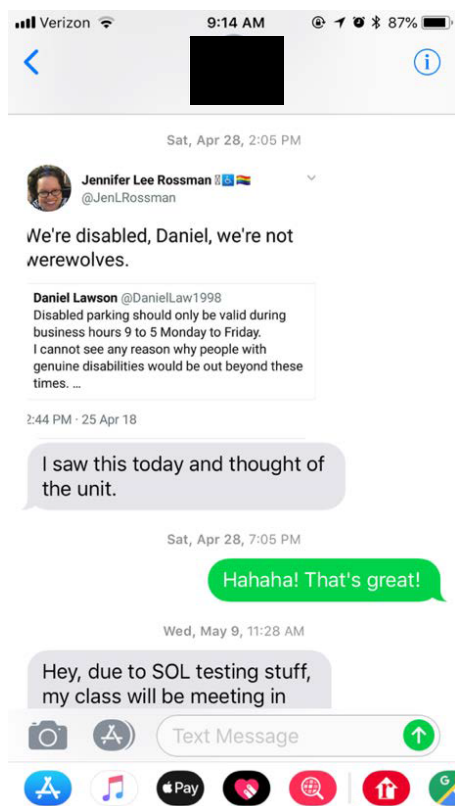 Verizon 9:14 AM 87%
Sat, Apr 28, 2:05 PM
Jennifer Lee Rossman
@JenLRossman
We're disabled, Daniel, we're not
werewolves.
Daniel Lawson @DanielLaw1998
Disabled parking should only be valid during
business hours 9 to 5 Monday to Friday.
I cannot see any reason why people with
genuine disabilities would be out beyond these
times. ...
2:44 PM · 25 Apr 18
I saw this today and thought of
the unit.
Sat, Apr 28, 7:05 PM
Hahaha! That's great!
Wed, May 9, 11:28 AM
Hey, due to SOL testing stuff,
my class will be meeting in
Text Message
Pay
G